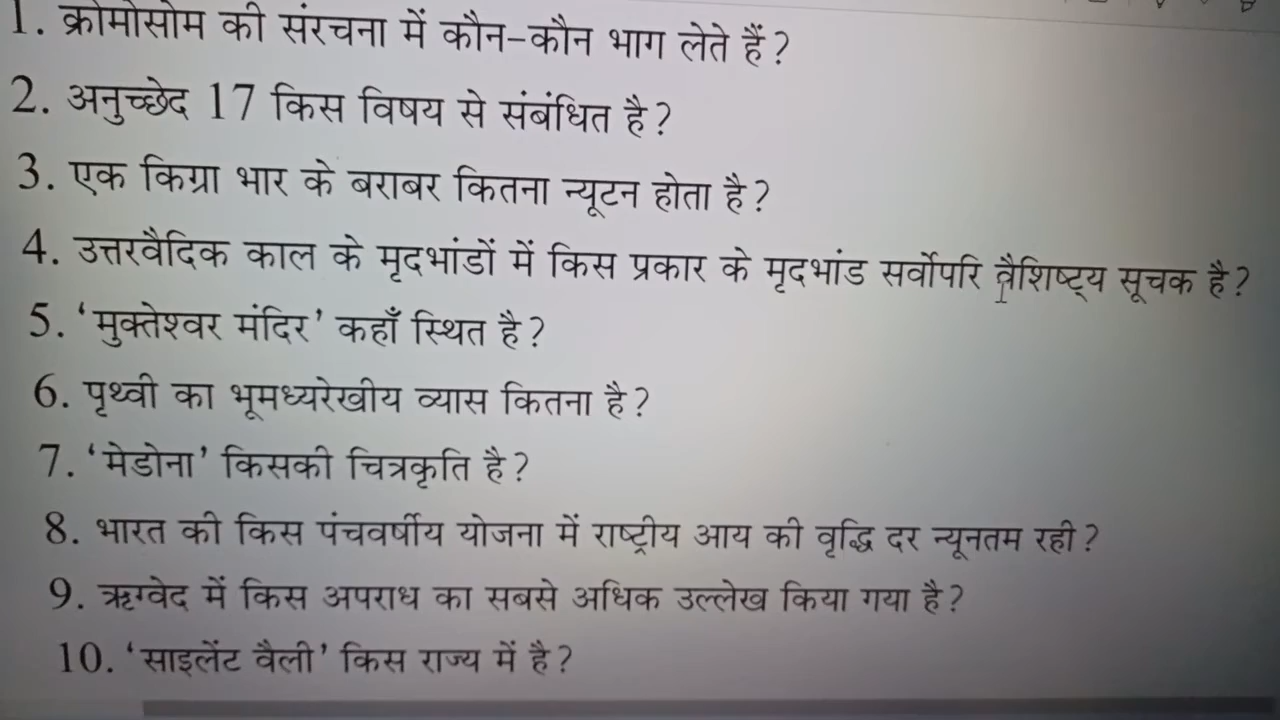 1. क्रोमोसोम की संरचना में कौन-कौन भाग लेते हैं?
2. अनुच्छेद 17 किस विषय से संबंधित है?
3. एक किग्रा भार के बराबर कितना न्यूटन होता है?
4. उत्तरवैदिक काल के मृदभांडों में किस प्रकार के मृदभांड सर्वोपरि वैशिष्ट्य सूचक है?
5. ‘मुक्तेश्वर मंदिर’ कहाँ स्थित है?
6. पृथ्वी का भूमध्यरेखीय व्यास कितना है?
7. ‘मेडोना’ किसकी चित्रकृति है?
8. भारत की किस पंचवर्षीय योजना में राष्ट्रीय आय की वृद्धि दर न्यूनतम रही?
9. ऋग्वेद में किस अपराध का सबसे अधिक उल्लेख किया गया है?
10. ‘साइलेंट वैली’ किस राज्य में है?